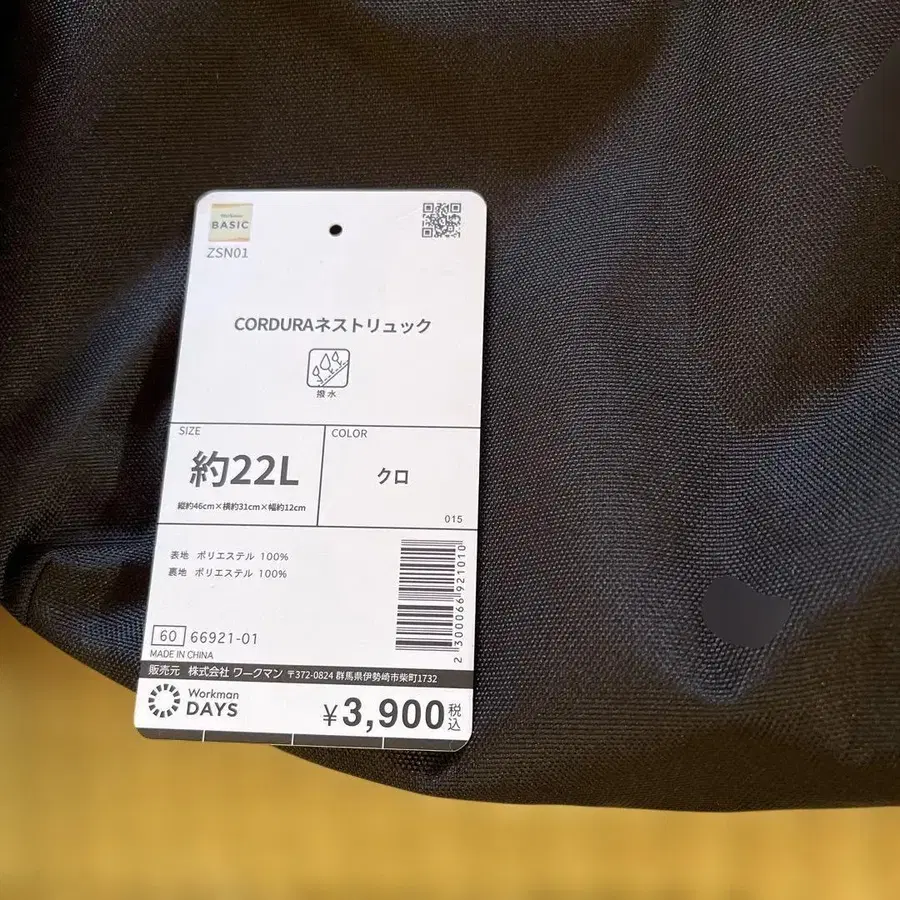 Workman
BASIC
ZSN01
CORDURAネストリュック
撥水
SIZE
約22L
縦約46cm×横約31cm×幅約12cm
COLOR
クロ
015
表地 ポリエステル 100%
裏地 ポリエステル 100%
2300066921010
60 66921-01
MADE IN CHINA
販売元 株式会社 ワークマン 〒372-0824 群馬県伊勢崎市柴町1732
Workman
DAYS
¥3,900税込